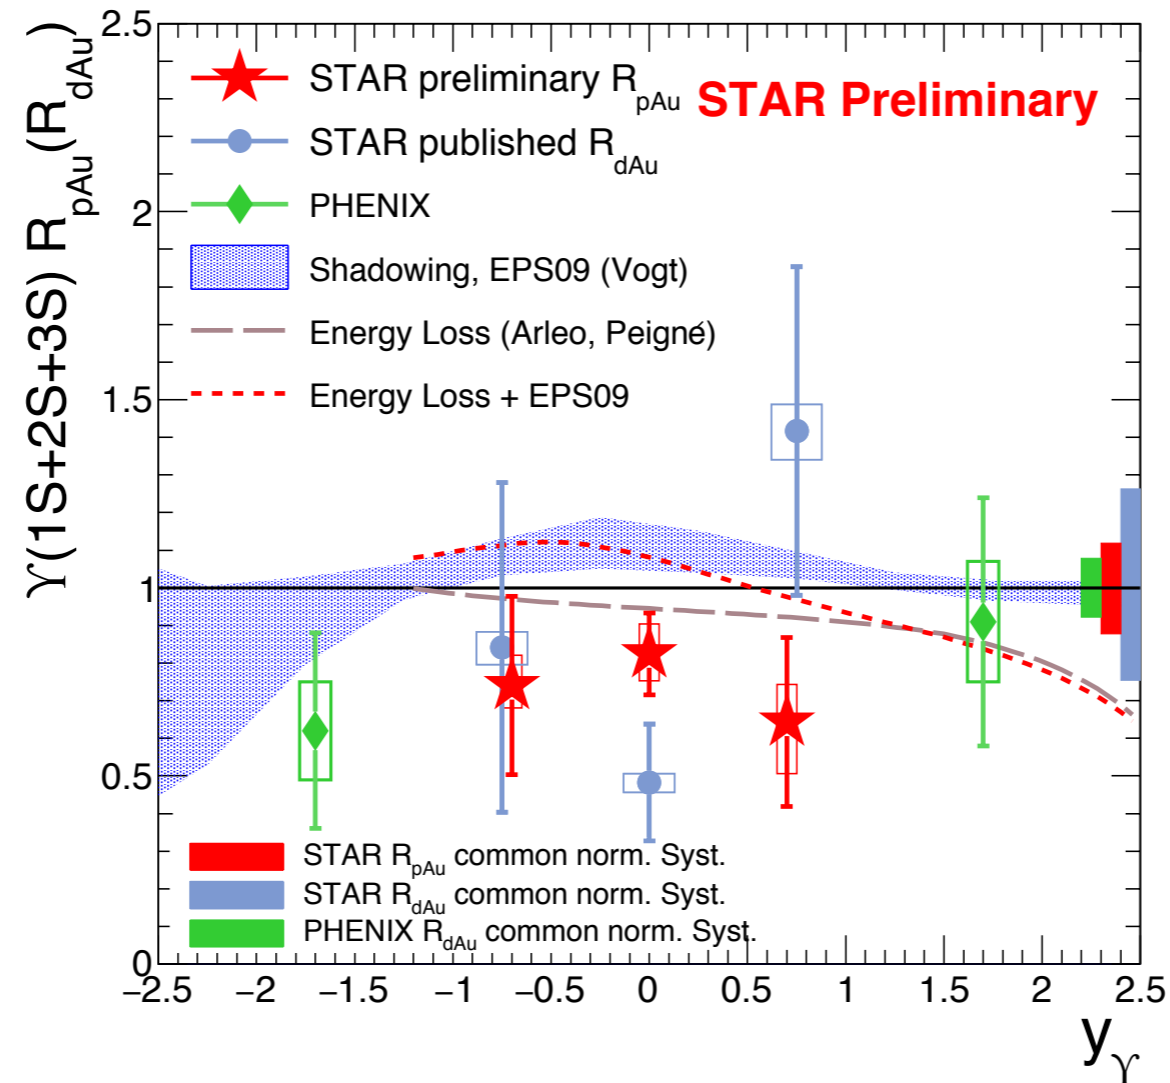 ϒ(1S+2S+3S) R_pAu (R_dAu)
2.5
2
1.5
1
0.5
0
STAR preliminary R_pAu
STAR published R_dAu
PHENIX
Shadowing, EPS09 (Vogt)
Energy Loss (Arleo, Peigné)
Energy Loss + EPS09
STAR Preliminary
STAR R_pAu common norm. Syst.
STAR R_dAu common norm. Syst.
PHENIX R_dAu common norm. Syst.
−2.5 −2 −1.5 −1 −0.5 0 0.5 1 1.5 2 2.5
y_ϒ